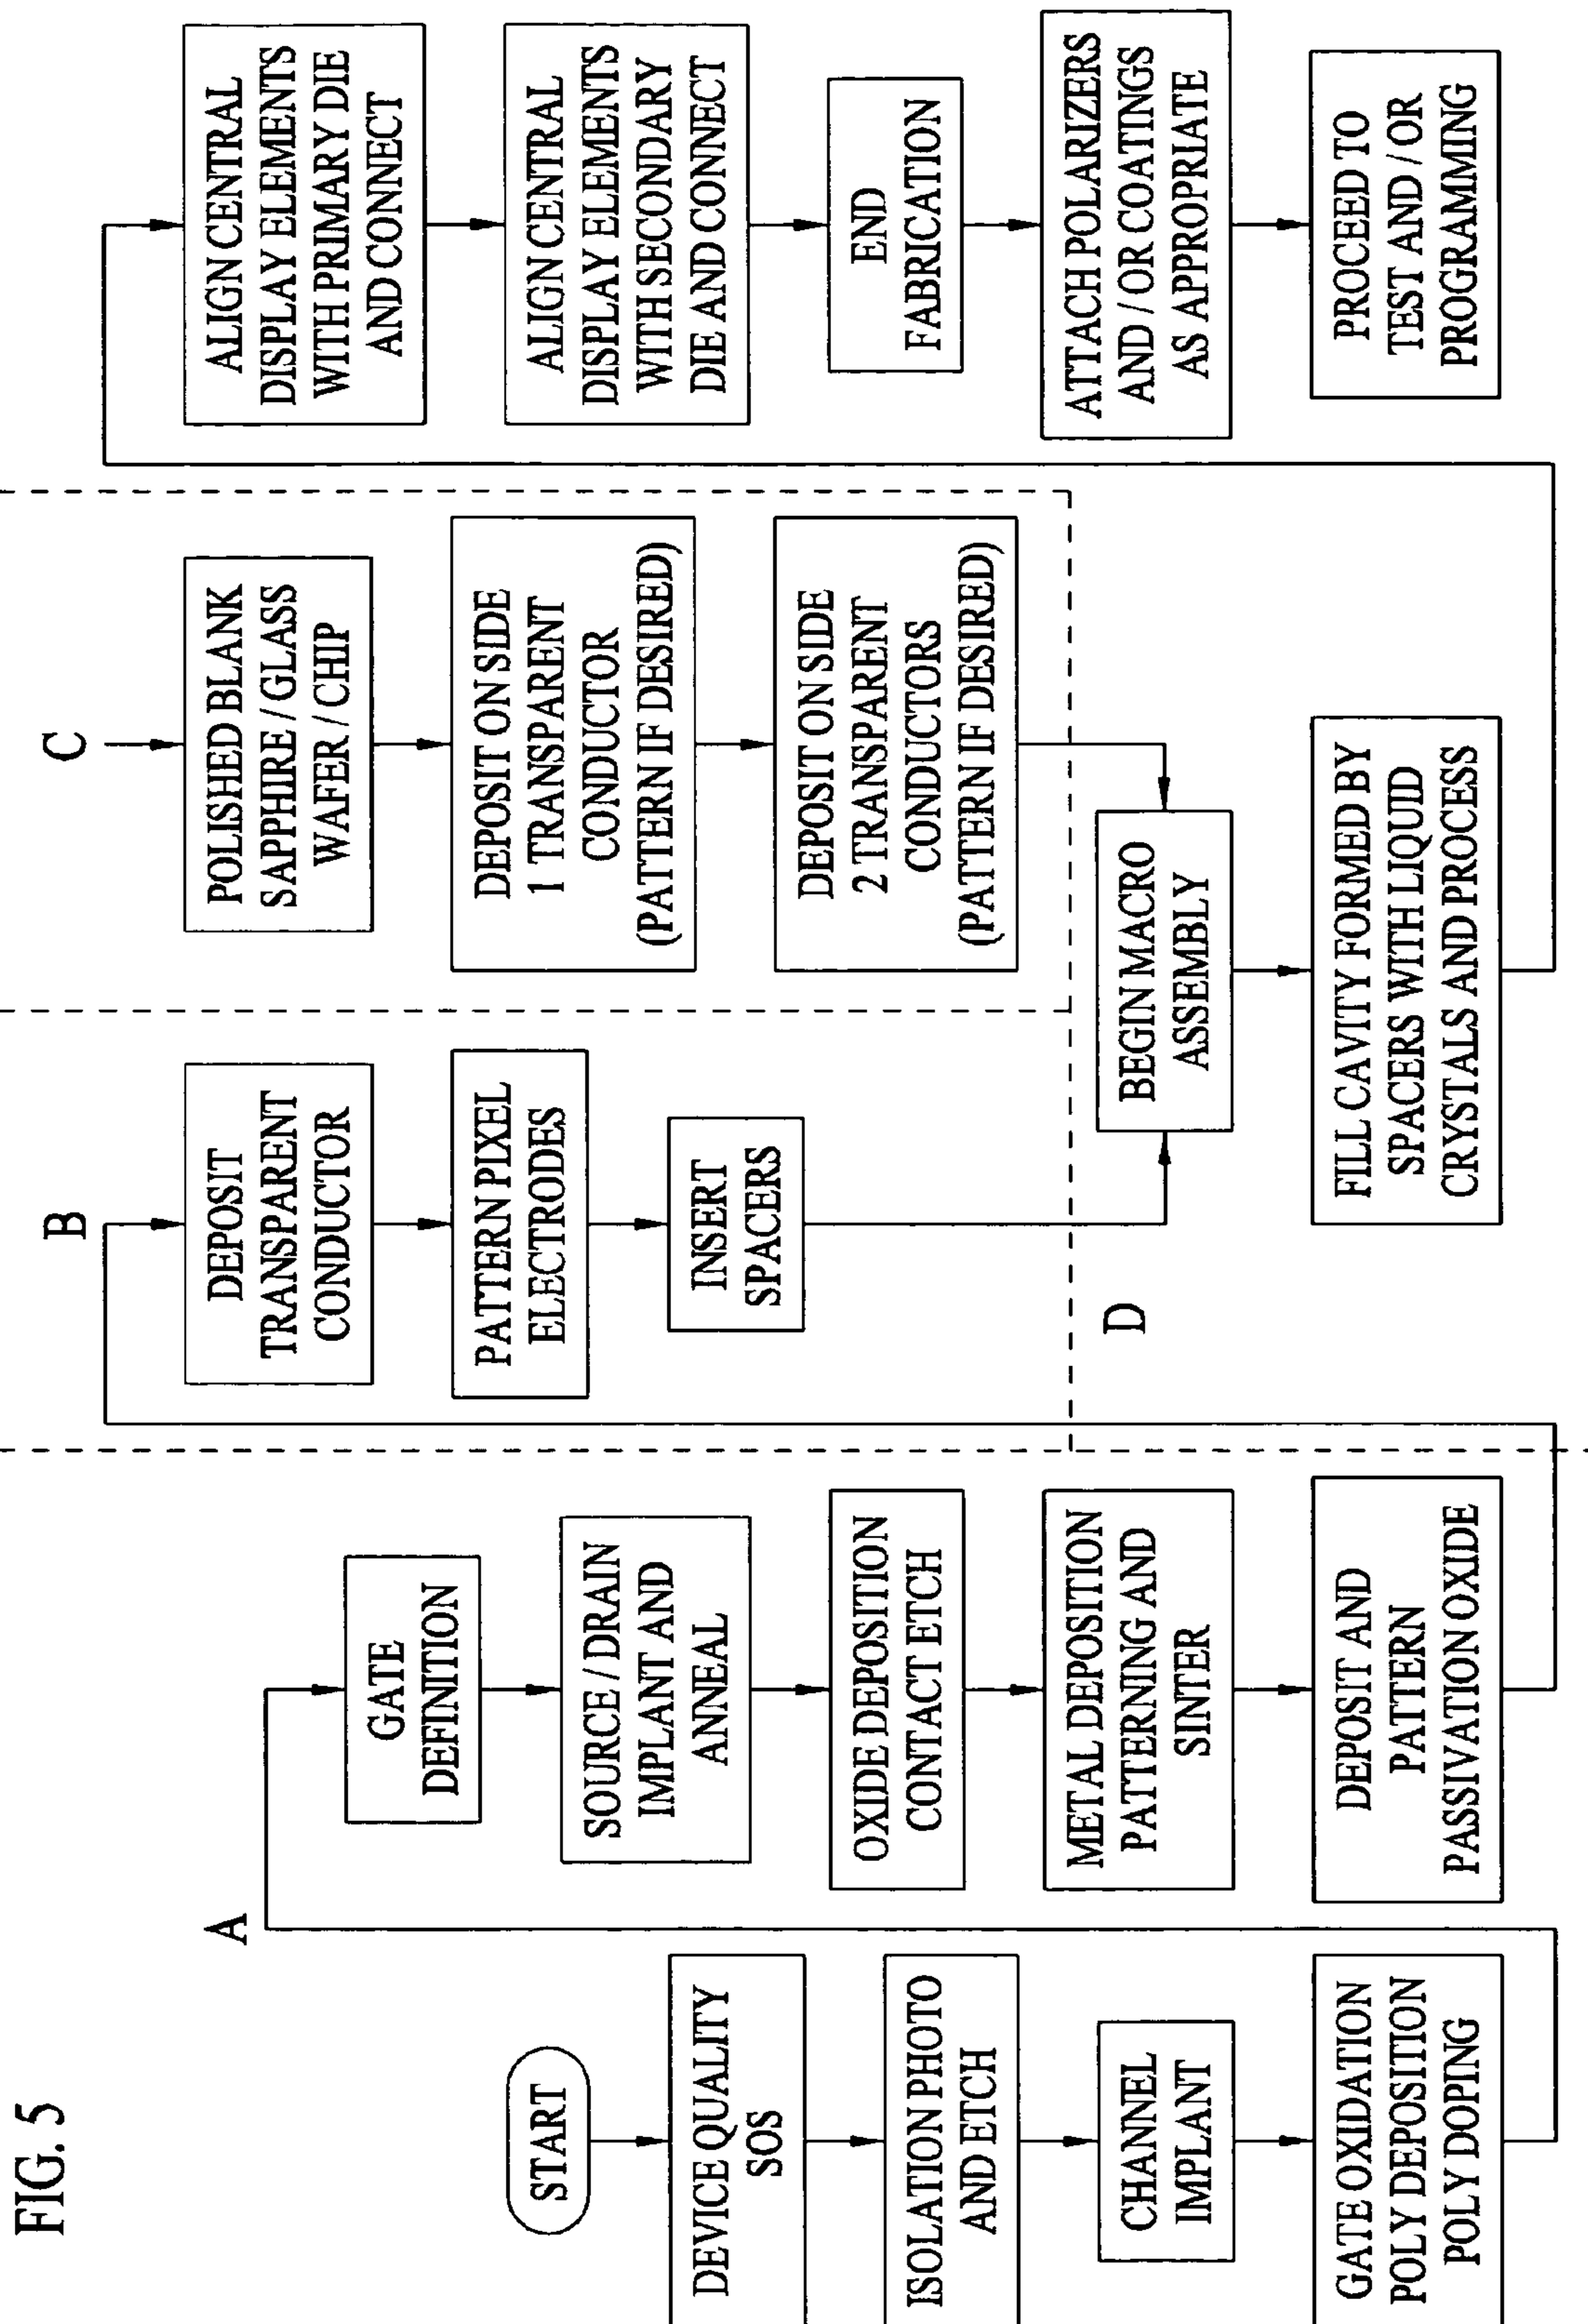 FIG. 5
A
START
DEVICE QUALITY
SOS
ISOLATION PHOTO
AND ETCH
CHANNEL
IMPLANT
GATE OXIDATION
POLY DEPOSITION
POLY DOPING
GATE
DEFINITION
SOURCE / DRAIN
IMPLANT AND
ANNEAL
OXIDE DEPOSITION
CONTACT ETCH
METAL DEPOSITION
PATTERNING AND
SINTER
DEPOSIT AND
PATTERN
PASSIVATION OXIDE
B
DEPOSIT
TRANSPARENT
CONDUCTOR
PATTERN PIXEL
ELECTRODES
INSERT
SPACERS
C
POLISHED BLANK
SAPPHIRE / GLASS
WAFER / CHIP
DEPOSIT ON SIDE
1 TRANSPARENT
CONDUCTOR
(PATTERN IF DESIRED)
DEPOSIT ON SIDE
2 TRANSPARENT
CONDUCTORS
(PATTERN IF DESIRED)
D
BEGIN MACRO
ASSEMBLY
FILL CAVITY FORMED BY
SPACERS WITH LIQUID
CRYSTALS AND PROCESS
ALIGN CENTRAL
DISPLAY ELEMENTS
WITH PRIMARY DIE
AND CONNECT
ALIGN CENTRAL
DISPLAY ELEMENTS
WITH SECONDARY
DIE AND CONNECT
END
FABRICATION
ATTACH POLARIZERS
AND / OR COATINGS
AS APPROPRIATE
PROCEED TO
TEST AND / OR
PROGRAMMING